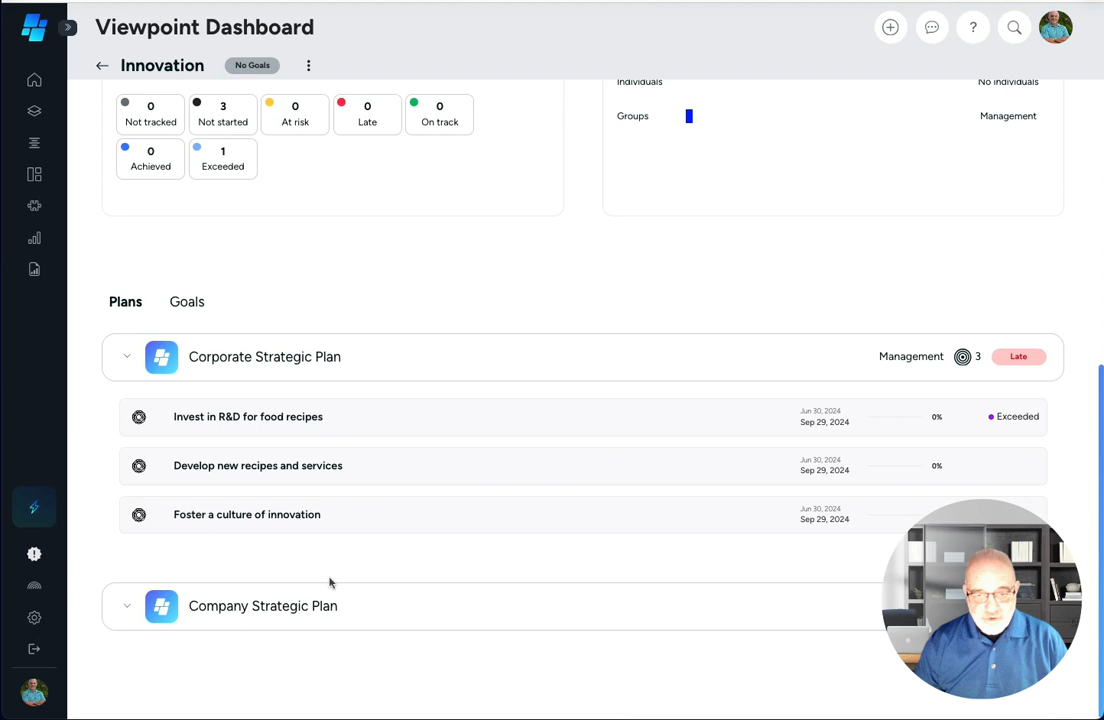 Viewpoint Dashboard
?
Innovation
No Goals
Individuals
No individuals
0
Not tracked
3
Not started
0
At risk
0
Late
0
On track
Groups
Management
0
Achieved
1
Exceeded
Plans
Goals
Corporate Strategic Plan
Management
3
Late
Invest in R&D for food recipes
Jun 30, 2024
Sep 29, 2024
0%
Exceeded
Develop new recipes and services
Jun 30, 2024
Sep 29, 2024
0%
Foster a culture of innovation
Jun 30, 2024
Sep 29, 2024
Company Strategic Plan